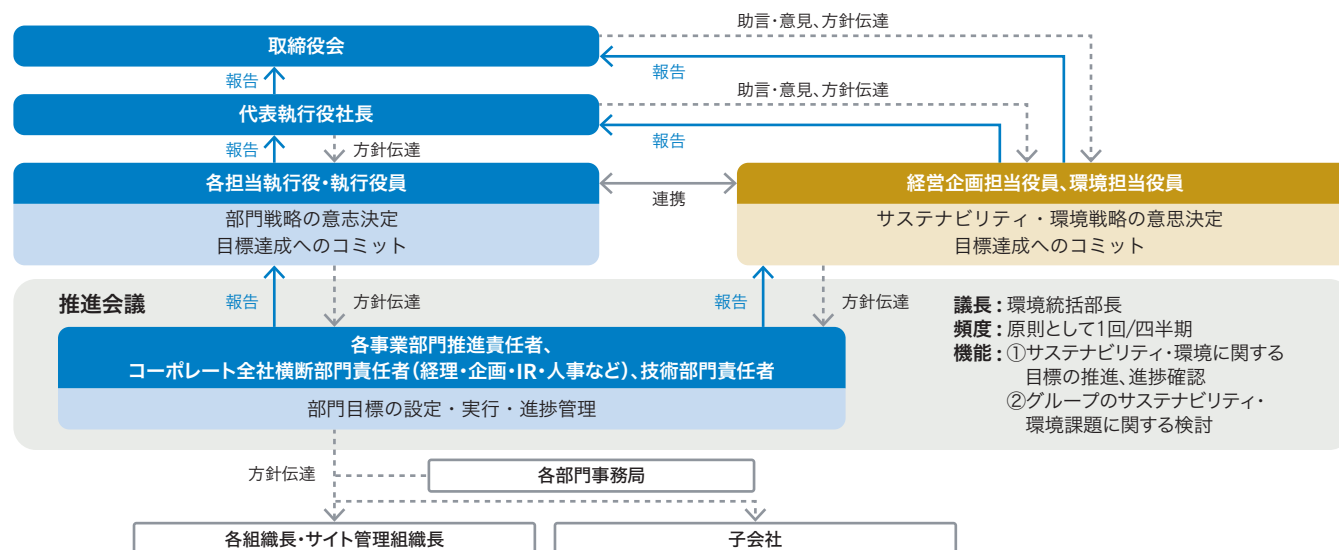 助言・意見、方針伝達
取締役会
報告
報告
助言・意見、方針伝達
代表執行役社長
報告
方針伝達
報告
各担当執行役・執行役員
連携
経営企画担当役員、環境担当役員
部門戦略の意志決定
目標達成へのコミット
サステナビリティ・環境戦略の意思決定
目標達成へのコミット
推進会議
報告
方針伝達
報告
方針伝達
議長：環境統括部長
頻度：原則として1回/四半期
機能：①サステナビリティ・環境に関する
目標の推進、進捗確認
②グループのサステナビリティ・
環境課題に関する検討
各事業部門推進責任者、
コーポレート全社横断部門責任者（経理・企画・IR・人事など）、技術部門責任者
部門目標の設定・実行・進捗管理
方針伝達
各部門事務局
各組織長・サイト管理組織長
子会社